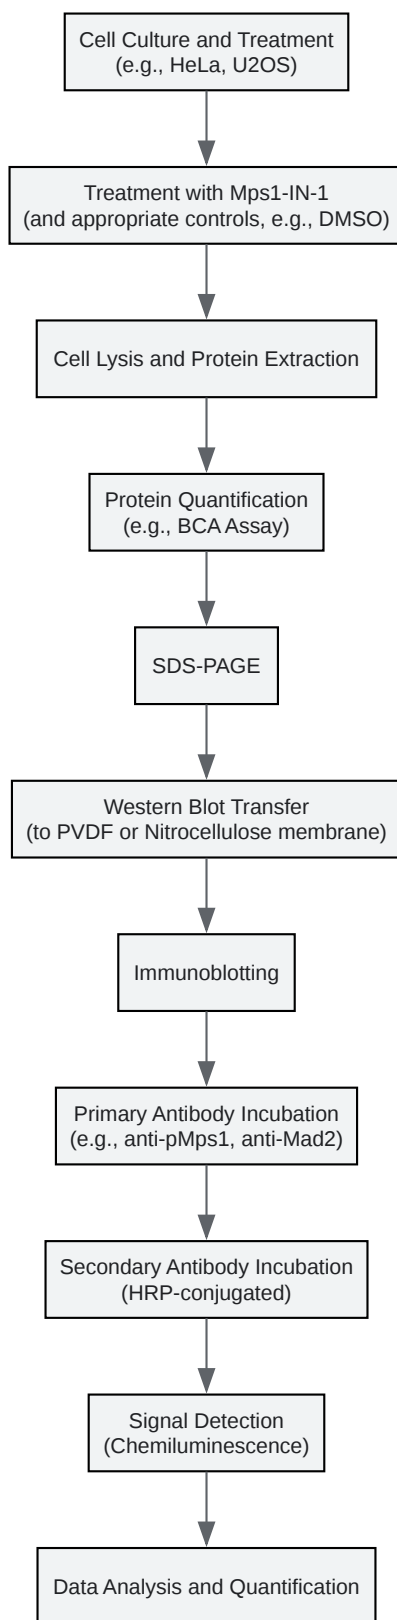 Cell Culture and Treatment
(e.g., HeLa, U2OS)
Treatment with Mps1-IN-1
(and appropriate controls, e.g., DMSO)
Cell Lysis and Protein Extraction
Protein Quantification
(e.g., BCA Assay)
SDS-PAGE
Western Blot Transfer
(to PVDF or Nitrocellulose membrane)
Immunoblotting
Primary Antibody Incubation
(e.g., anti-pMps1, anti-Mad2)
Secondary Antibody Incubation
(HRP-conjugated)
Signal Detection
(Chemiluminescence)
Data Analysis and Quantification